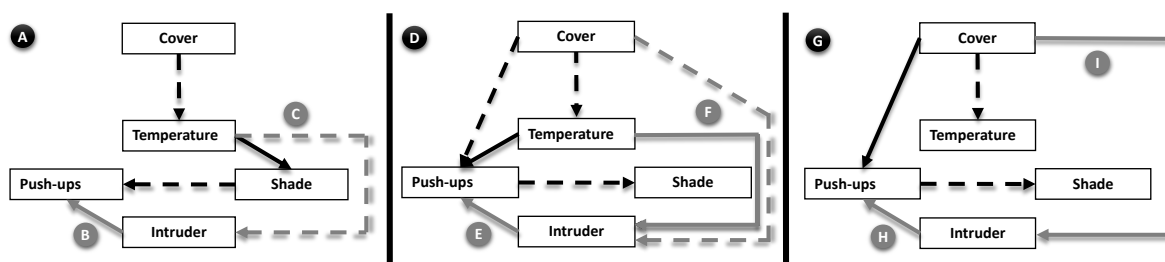 A
Cover
C
Temperature
Push-ups
Shade
B
Intruder
D
Cover
F
Temperature
Push-ups
Shade
E
Intruder
G
Cover
I
Temperature
Push-ups
Shade
H
Intruder